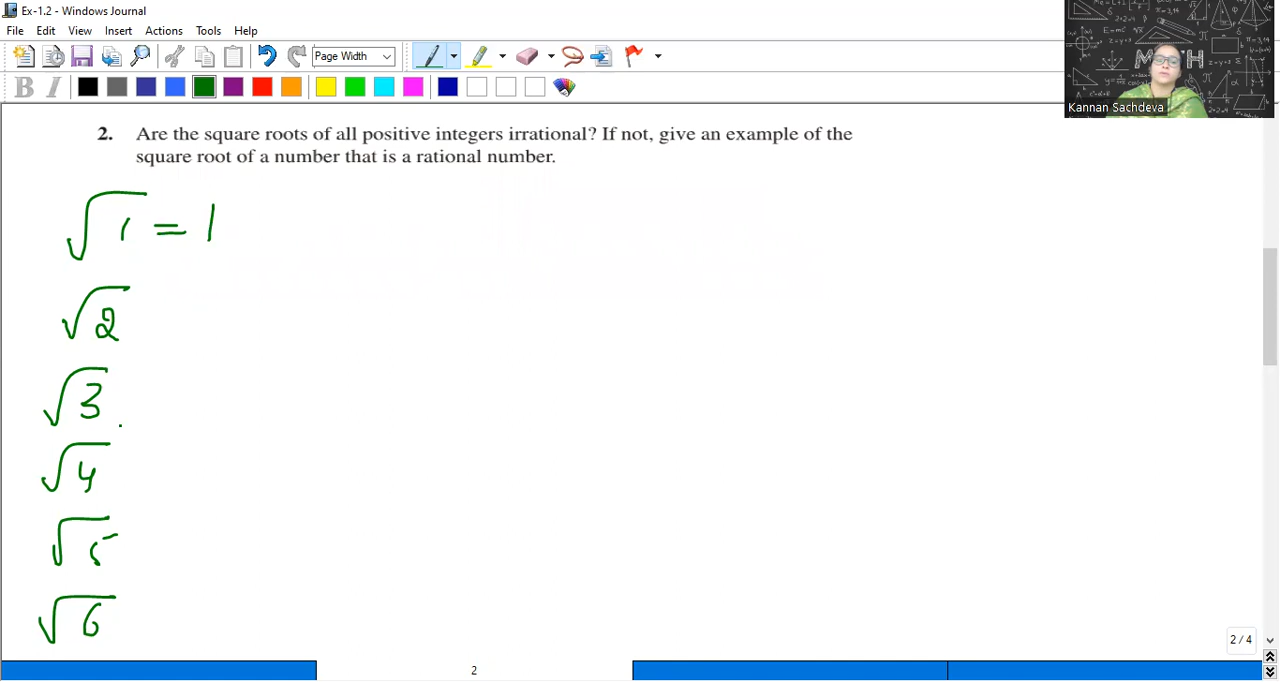 Ex-1.2 - Windows Journal
File Edit View Insert Actions Tools Help
Page Width
B I
MATH
Kannan Sachdeva
2. Are the square roots of all positive integers irrational? If not, give an example of the
square root of a number that is a rational number.
√1 = 1
√2
√3
√4
√5
√6
2 / 4
2